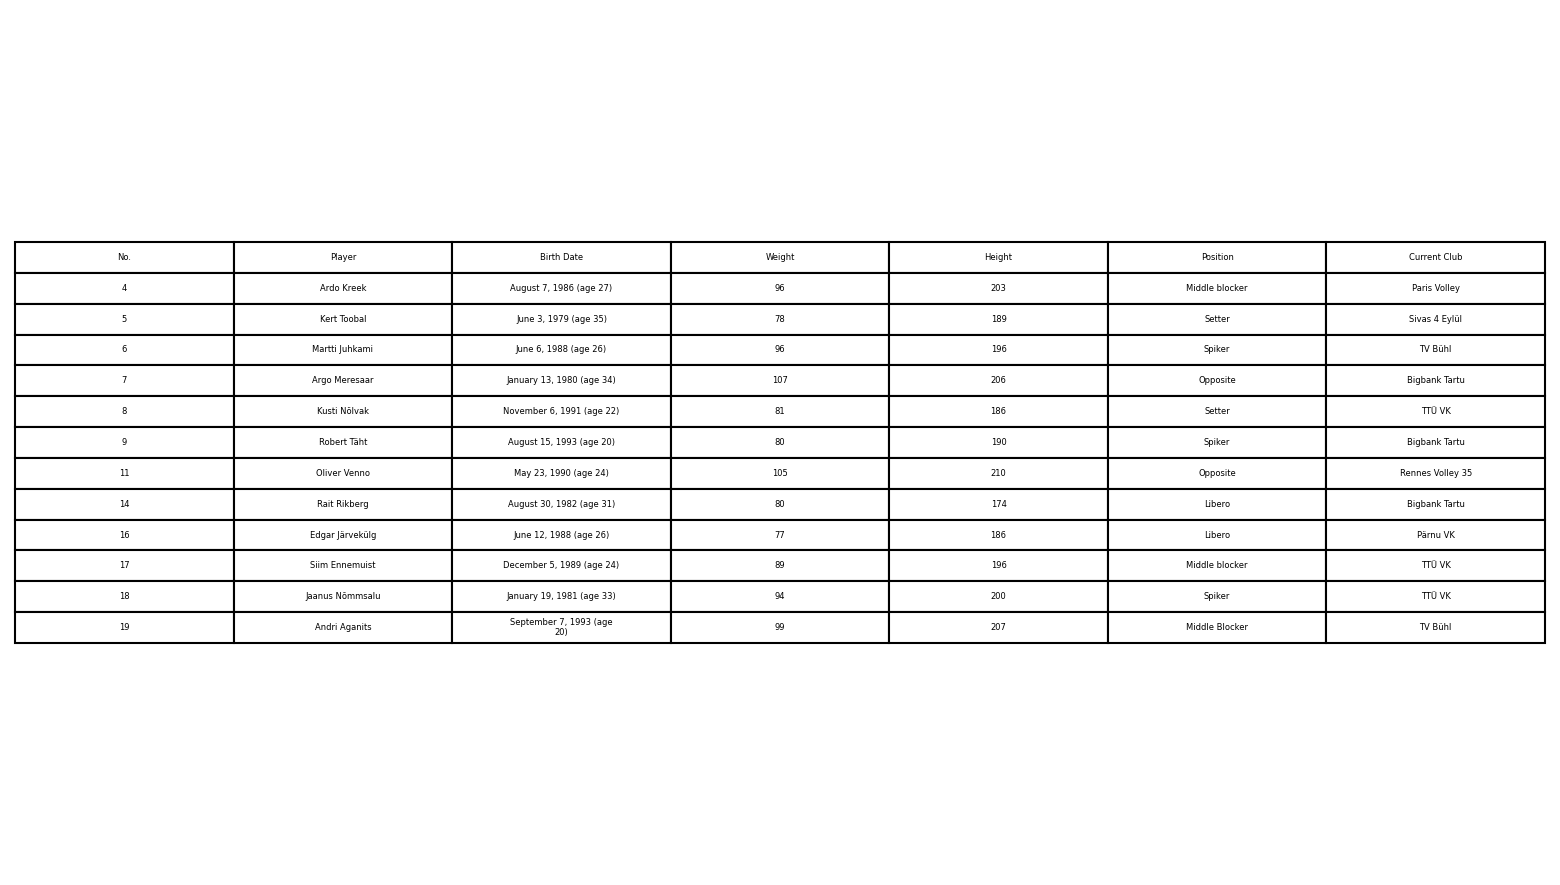 No. Player Birth Date Weight Height Position Current Club
4 Ardo Kreek August 7, 1986 (age 27) 96 203 Middle blocker Paris Volley
5 Kert Toobal June 3, 1979 (age 35) 78 189 Setter Sivas 4 Eylül
6 Martti Juhkami June 6, 1988 (age 26) 96 196 Spiker TV Bühl
7 Argo Meresaar January 13, 1980 (age 34) 107 206 Opposite Bigbank Tartu
8 Kusti Nõlvak November 6, 1991 (age 22) 81 186 Setter TTÜ VK
9 Robert Täht August 15, 1993 (age 20) 80 190 Spiker Bigbank Tartu
11 Oliver Venno May 23, 1990 (age 24) 105 210 Opposite Rennes Volley 35
14 Rait Rikberg August 30, 1982 (age 31) 80 174 Libero Bigbank Tartu
16 Edgar Järvekülg June 12, 1988 (age 26) 77 186 Libero Pärnu VK
17 Siim Ennemuist December 5, 1989 (age 24) 89 196 Middle blocker TTÜ VK
18 Jaanus Nõmmsalu January 19, 1981 (age 33) 94 200 Spiker TTÜ VK
19 Andri Aganits September 7, 1993 (age
20) 99 207 Middle Blocker TV Bühl